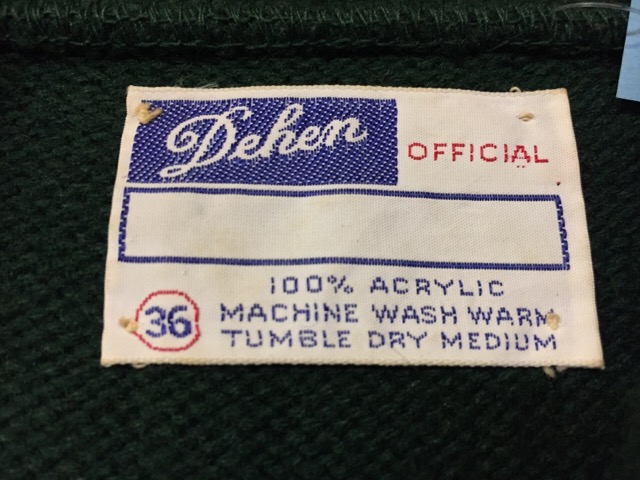 Dehen OFFICIAL
100% ACRYLIC
36 MACHINE WASH WARM
TUMBLE DRY MEDIUM